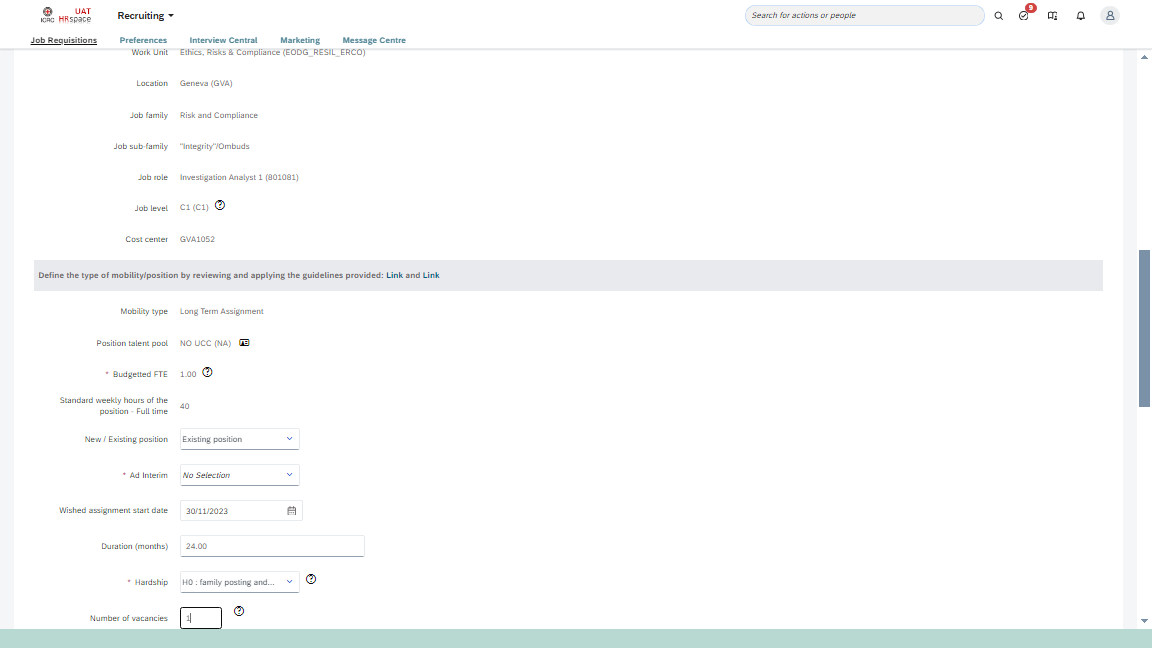 UAT
ICRC HRspace
Recruiting
Search for actions or people
9
Job Requisitions Preferences Interview Central Marketing Message Centre
Work Unit Ethics, Risks & Compliance (EODG_RESIL_ERCO)
Location Geneva (GVA)
Job family Risk and Compliance
Job sub-family "Integrity"/Ombuds
Job role Investigation Analyst 1 (801081)
Job level C1 (C1) ?
Cost center GVA1052
Define the type of mobility/position by reviewing and applying the guidelines provided: Link and Link
Mobility type Long Term Assignment
Position talent pool NO UCC (NA)
* Budgetted FTE 1.00 ?
Standard weekly hours of the
position - Full time 40
New / Existing position Existing position
* Ad Interim No Selection
Wished assignment start date 30/11/2023
Duration (months) 24.00
* Hardship H0 : family posting and... ?
Number of vacancies 1 ?